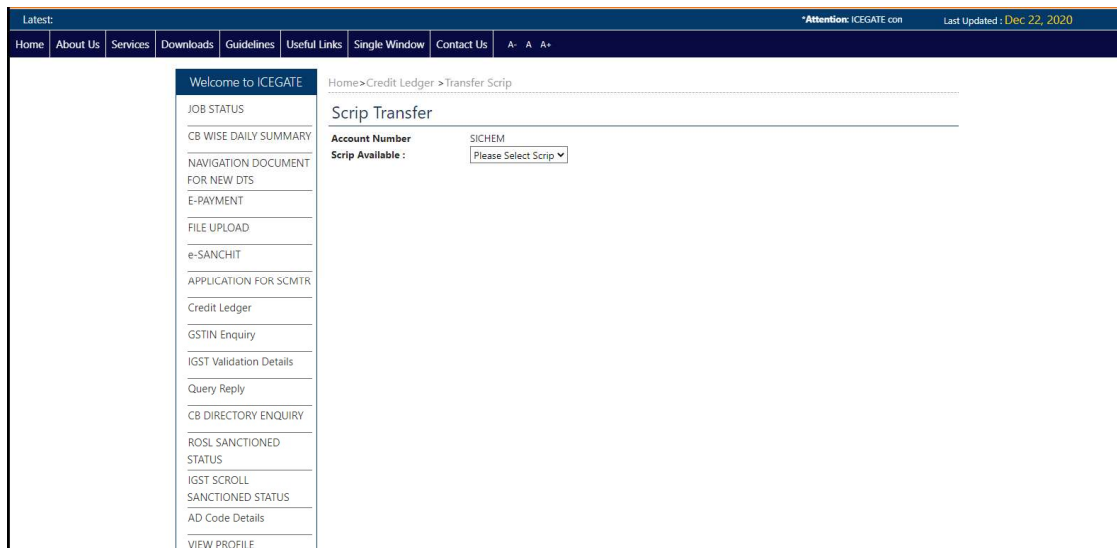 Latest:
*Attention: ICEGATE con
Last Updated : Dec 22, 2020
Home About Us Services Downloads Guidelines Useful Links Single Window Contact Us A- A A+
Welcome to ICEGATE
JOB STATUS
CB WISE DAILY SUMMARY
NAVIGATION DOCUMENT
FOR NEW DTS
E-PAYMENT
FILE UPLOAD
e-SANCHIT
APPLICATION FOR SCMTR
Credit Ledger
GSTIN Enquiry
IGST Validation Details
Query Reply
CB DIRECTORY ENQUIRY
ROSL SANCTIONED
STATUS
IGST SCROLL
SANCTIONED STATUS
AD Code Details
VIEW PROFILE
Home>Credit Ledger >Transfer Scrip
Scrip Transfer
Account Number SICHEM
Scrip Available : Please Select Scrip